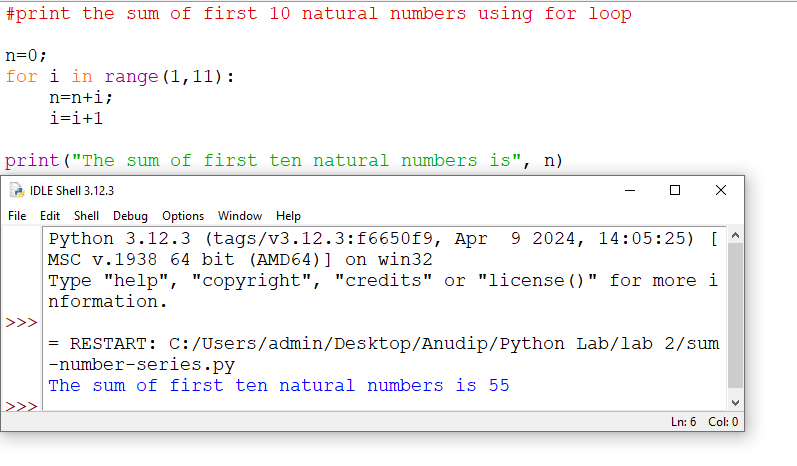 #print the sum of first 10 natural numbers using for loop
n=0;
for i in range(1,11):
    n=n+i;
    i=i+1
print("The sum of first ten natural numbers is", n)
IDLE Shell 3.12.3
File Edit Shell Debug Options Window Help
Python 3.12.3 (tags/v3.12.3:f6650f9, Apr  9 2024, 14:05:25) [
MSC v.1938 64 bit (AMD64)] on win32
Type "help", "copyright", "credits" or "license()" for more i
nformation.
>>>
= RESTART: C:/Users/admin/Desktop/Anudip/Python Lab/lab 2/sum
-number-series.py
The sum of first ten natural numbers is 55
>>>
Ln: 6 Col: 0